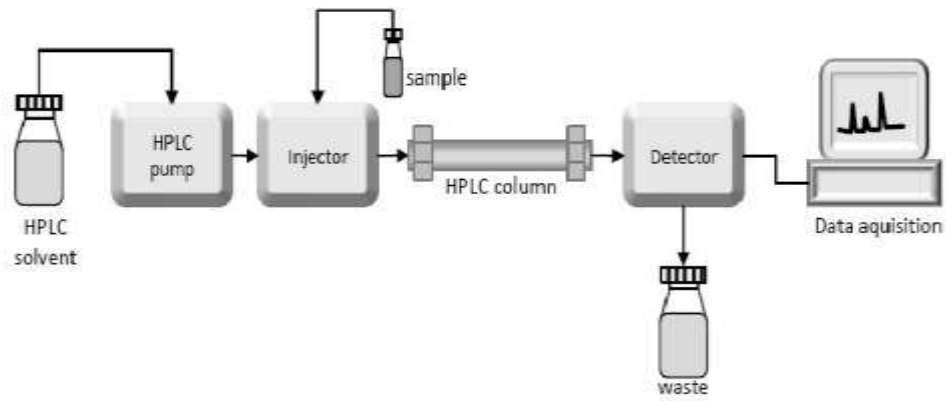 sample
HPLC
pump
Injector
HPLC column
Detector
HPLC
solvent
Data aquisition
waste